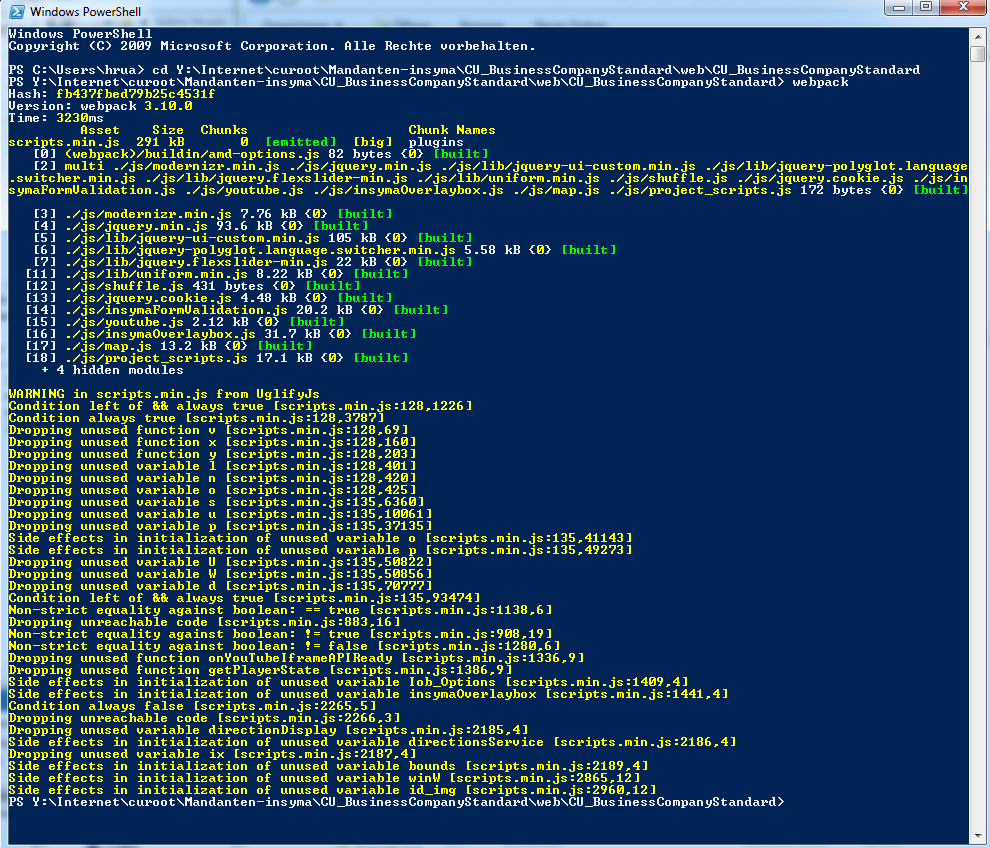 Windows PowerShell
Windows PowerShell
Copyright (C) 2009 Microsoft Corporation. Alle Rechte vorbehalten.
PS C:\Users\hrua> cd Y:\Internet\curoot\Mandanten-insyma\CU_BusinessCompanyStandard\web\CU_BusinessCompanyStandard
PS Y:\Internet\curoot\Mandanten-insyma\CU_BusinessCompanyStandard\web\CU_BusinessCompanyStandard> webpack
Hash: fb437fbed79b25c4531f
Version: webpack 3.10.0
Time: 3230ms
Asset Size Chunks Chunk Names
scripts.min.js 291 kB 0 [emitted] [big] plugins
[0] (webpack)/buildin/amd-options.js 82 bytes {0} [built]
[2] multi ./js/modernizr.min.js ./js/jquery.min.js ./js/lib/jquery-ui-custom.min.js ./js/lib/jquery-polyglot.language
.switcher.min.js ./js/lib/jquery.flexslider-min.js ./js/lib/uniform.min.js ./js/shuffle.js ./js/jquery.cookie.js ./js/in
symaFormValidation.js ./js/youtube.js ./js/insymaOverlaybox.js ./js/map.js ./js/project_scripts.js 172 bytes {0} [built]
[3] ./js/modernizr.min.js 7.76 kB {0} [built]
[4] ./js/jquery.min.js 93.6 kB {0} [built]
[5] ./js/lib/jquery-ui-custom.min.js 105 kB {0} [built]
[6] ./js/lib/jquery-polyglot.language.switcher.min.js 5.58 kB {0} [built]
[7] ./js/lib/jquery.flexslider-min.js 22 kB {0} [built]
[11] ./js/lib/uniform.min.js 8.22 kB {0} [built]
[12] ./js/shuffle.js 431 bytes {0} [built]
[13] ./js/jquery.cookie.js 4.48 kB {0} [built]
[14] ./js/insymaFormValidation.js 20.2 kB {0} [built]
[15] ./js/youtube.js 2.12 kB {0} [built]
[16] ./js/insymaOverlaybox.js 31.7 kB {0} [built]
[17] ./js/map.js 13.2 kB {0} [built]
[18] ./js/project_scripts.js 17.1 kB {0} [built]
+ 4 hidden modules
WARNING in scripts.min.js from UglifyJs
Condition left of && always true [scripts.min.js:128,1226]
Condition always true [scripts.min.js:128,3787]
Dropping unused function v [scripts.min.js:128,69]
Dropping unused function x [scripts.min.js:128,160]
Dropping unused function y [scripts.min.js:128,203]
Dropping unused variable l [scripts.min.js:128,401]
Dropping unused variable n [scripts.min.js:128,420]
Dropping unused variable o [scripts.min.js:128,425]
Dropping unused variable s [scripts.min.js:135,6360]
Dropping unused variable u [scripts.min.js:135,10061]
Dropping unused variable p [scripts.min.js:135,37135]
Side effects in initialization of unused variable o [scripts.min.js:135,41143]
Side effects in initialization of unused variable p [scripts.min.js:135,49273]
Dropping unused variable U [scripts.min.js:135,50822]
Dropping unused variable W [scripts.min.js:135,50856]
Dropping unused variable d [scripts.min.js:135,70777]
Condition left of && always true [scripts.min.js:135,93474]
Non-strict equality against boolean: == true [scripts.min.js:1138,6]
Dropping unreachable code [scripts.min.js:883,16]
Non-strict equality against boolean: != true [scripts.min.js:908,19]
Non-strict equality against boolean: != false [scripts.min.js:1280,6]
Dropping unused function onYouTubeIframeAPIReady [scripts.min.js:1336,9]
Dropping unused function getPlayerState [scripts.min.js:1386,9]
Side effects in initialization of unused variable Iob_Options [scripts.min.js:1409,4]
Side effects in initialization of unused variable insymaOverlaybox [scripts.min.js:1441,4]
Condition always false [scripts.min.js:2265,5]
Dropping unreachable code [scripts.min.js:2266,3]
Dropping unused variable directionDisplay [scripts.min.js:2185,4]
Side effects in initialization of unused variable directionsService [scripts.min.js:2186,4]
Dropping unused variable ix [scripts.min.js:2187,4]
Side effects in initialization of unused variable bounds [scripts.min.js:2189,4]
Side effects in initialization of unused variable winW [scripts.min.js:2865,12]
Side effects in initialization of unused variable id_img [scripts.min.js:2960,12]
PS Y:\Internet\curoot\Mandanten-insyma\CU_BusinessCompanyStandard\web\CU_BusinessCompanyStandard>